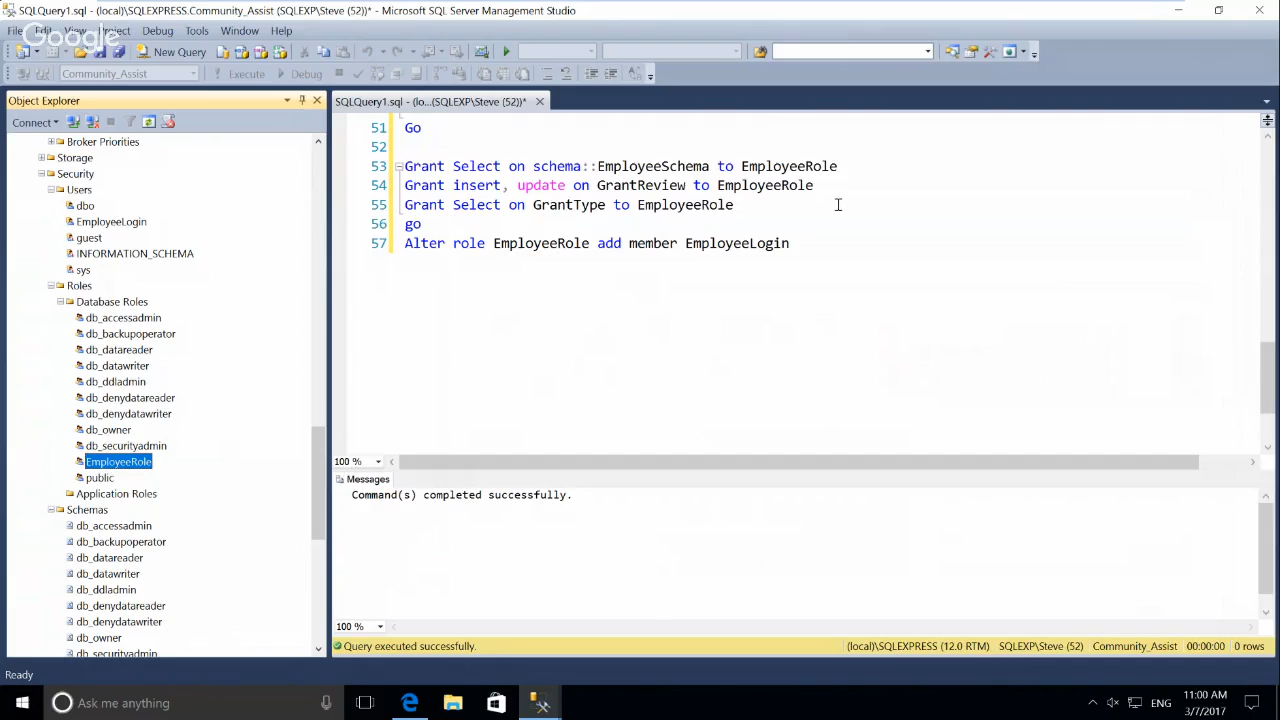 SQLQuery1.sql - (local)\SQLEXPRESS.Community_Assist (SQLEXP\Steve (52))* - Microsoft SQL Server Management Studio
File Edit View Project Debug Tools Window Help
Google
New Query
Community_Assist Execute Debug
Object Explorer
SQLQuery1.sql - (lo...(SQLEXP\Steve (52))*
Connect
Broker Priorities
Storage
Security
Users
dbo
EmployeeLogin
guest
INFORMATION_SCHEMA
sys
Roles
Database Roles
db_accessadmin
db_backupoperator
db_datareader
db_datawriter
db_ddladmin
db_denydatareader
db_denydatawriter
db_owner
db_securityadmin
EmployeeRole
public
Application Roles
Schemas
db_accessadmin
db_backupoperator
db_datareader
db_datawriter
db_ddladmin
db_denydatareader
db_denydatawriter
db_owner
db_securityadmin
51 Go
52
53 Grant Select on schema::EmployeeSchema to EmployeeRole
54 Grant insert, update on GrantReview to EmployeeRole
55 Grant Select on GrantType to EmployeeRole
56 go
57 Alter role EmployeeRole add member EmployeeLogin
100 %
Messages
Command(s) completed successfully.
100 %
Query executed successfully. (local)\SQLEXPRESS (12.0 RTM) SQLEXP\Steve (52) Community_Assist 00:00:00 0 rows
Ready
Ask me anything
ENG
11:00 AM
3/7/2017